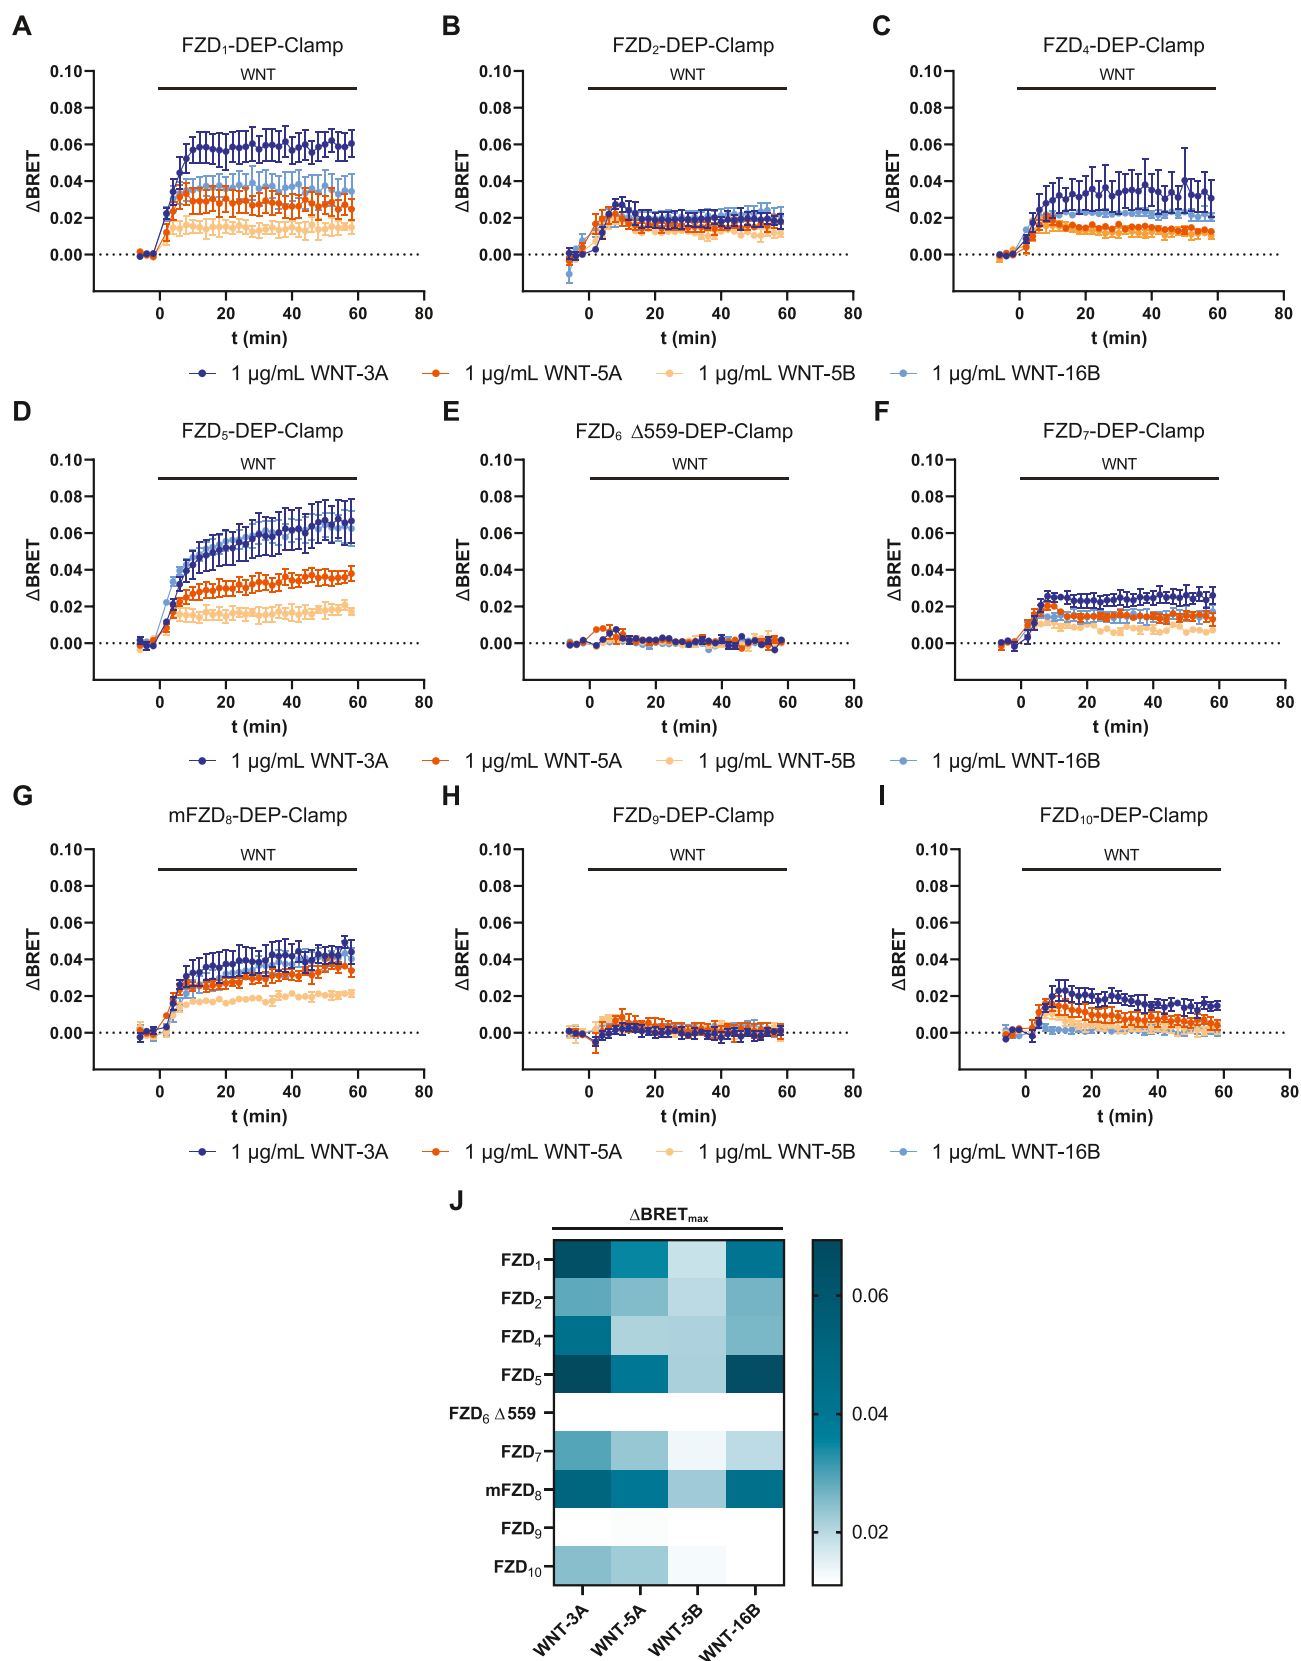 A
B
C
FZD₁-DEP-Clamp
FZD₂-DEP-Clamp
FZD₄-DEP-Clamp
WNT
WNT
WNT
ΔBRET
0.10
0.08
0.06
0.04
0.02
0.00
0
20
40
60
80
t (min)
ΔBRET
0.10
0.08
0.06
0.04
0.02
0.00
0
20
40
60
80
t (min)
ΔBRET
0.10
0.08
0.06
0.04
0.02
0.00
0
20
40
60
80
t (min)
1 µg/mL WNT-3A
1 µg/mL WNT-5A
1 µg/mL WNT-5B
1 µg/mL WNT-16B
D
E
F
FZD₅-DEP-Clamp
FZD₆ Δ559-DEP-Clamp
FZD₇-DEP-Clamp
WNT
WNT
WNT
ΔBRET
0.10
0.08
0.06
0.04
0.02
0.00
0
20
40
60
80
t (min)
ΔBRET
0.10
0.08
0.06
0.04
0.02
0.00
0
20
40
60
80
t (min)
ΔBRET
0.10
0.08
0.06
0.04
0.02
0.00
0
20
40
60
80
t (min)
1 µg/mL WNT-3A
1 µg/mL WNT-5A
1 µg/mL WNT-5B
1 µg/mL WNT-16B
G
H
I
mFZD₈-DEP-Clamp
FZD₉-DEP-Clamp
FZD₁₀-DEP-Clamp
WNT
WNT
WNT
ΔBRET
0.10
0.08
0.06
0.04
0.02
0.00
0
20
40
60
80
t (min)
ΔBRET
0.10
0.08
0.06
0.04
0.02
0.00
0
20
40
60
80
t (min)
ΔBRET
0.10
0.08
0.06
0.04
0.02
0.00
0
20
40
60
80
t (min)
1 µg/mL WNT-3A
1 µg/mL WNT-5A
1 µg/mL WNT-5B
1 µg/mL WNT-16B
J
ΔBRETₘₐₓ
FZD₁
FZD₂
FZD₄
FZD₅
FZD₆ Δ559
FZD₇
mFZD₈
FZD₉
FZD₁₀
WNT-3A
WNT-5A
WNT-5B
WNT-16B
0.06
0.04
0.02